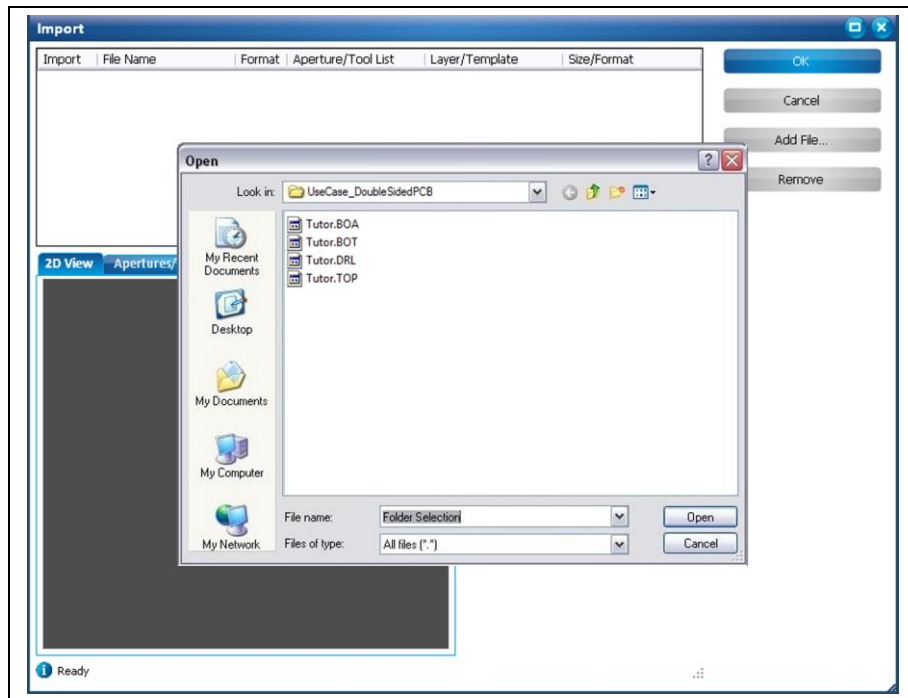 Import
Import File Name Format Aperture/Tool List Layer/Template Size/Format
OK
Cancel
Add File...
Remove
Open
Look in: UseCase_DoubleSidedPCB
My Recent Documents
Desktop
My Documents
My Computer
My Network
Tutor.BOA
Tutor.BOT
Tutor.DRL
Tutor.TOP
File name: Folder Selection Open
Files of type: All files (*.*) Cancel
2D View Apertures/
Ready